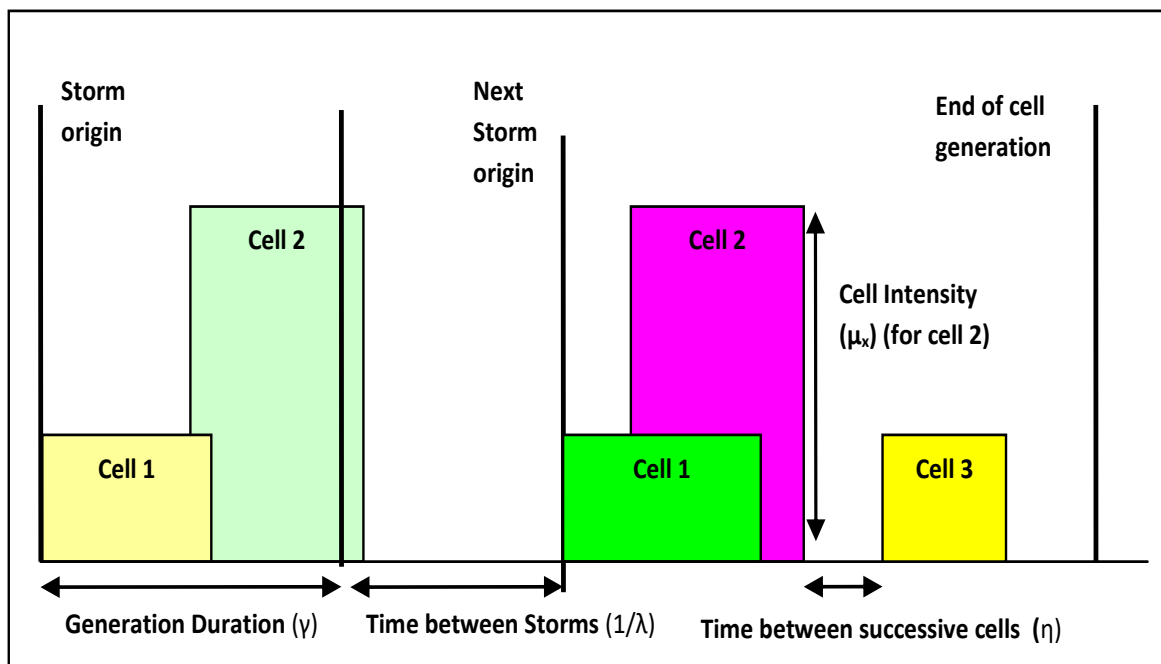 Storm
origin
Next
Storm
origin
End of cell
generation
Cell 2
Cell 2
Cell Intensity
(μₓ) (for cell 2)
Cell 1
Cell 1
Cell 3
Generation Duration (γ)
Time between Storms (1/λ)
Time between successive cells (η)